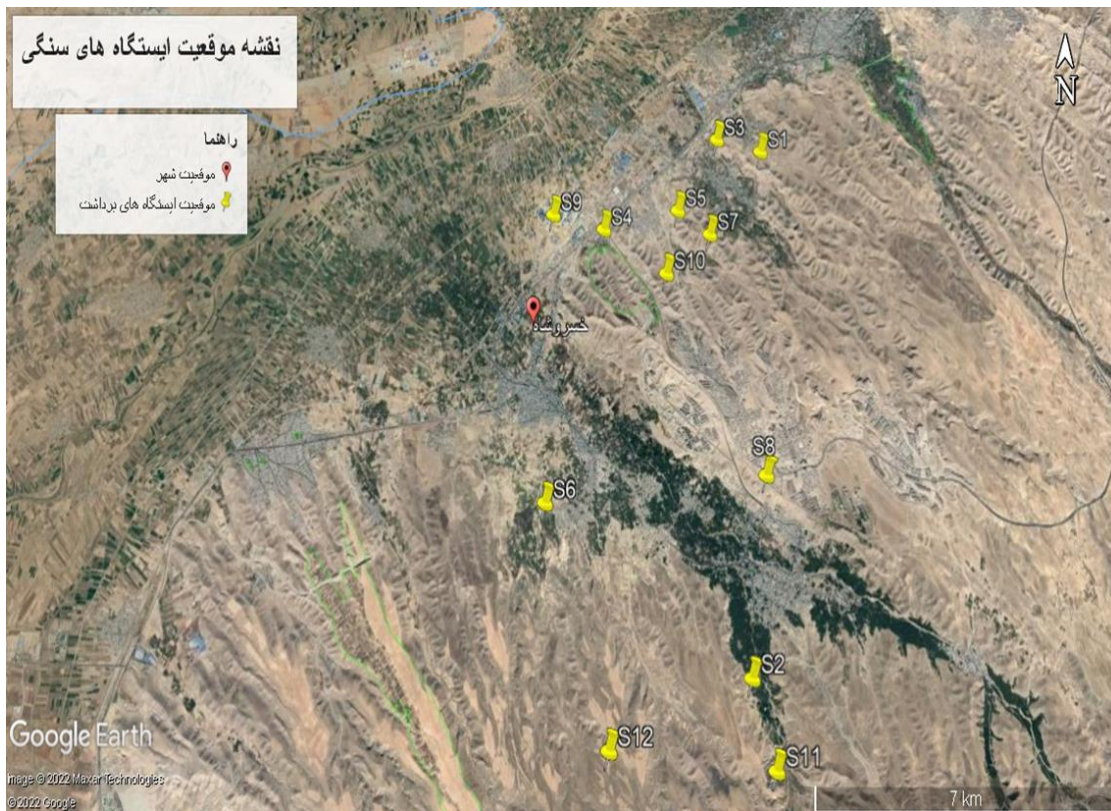 نقشه موقعیت ایستگاه های سنگی
راهنما
موقعیت شهر
موقعیت ایستگاه های برداشت
N
S3
S1
S9
S4
S5
S7
S10
خسروشاه
S8
S6
S2
S12
S11
Google Earth
Image © 2022 Maxar Technologies
© 2022 Google
7 km